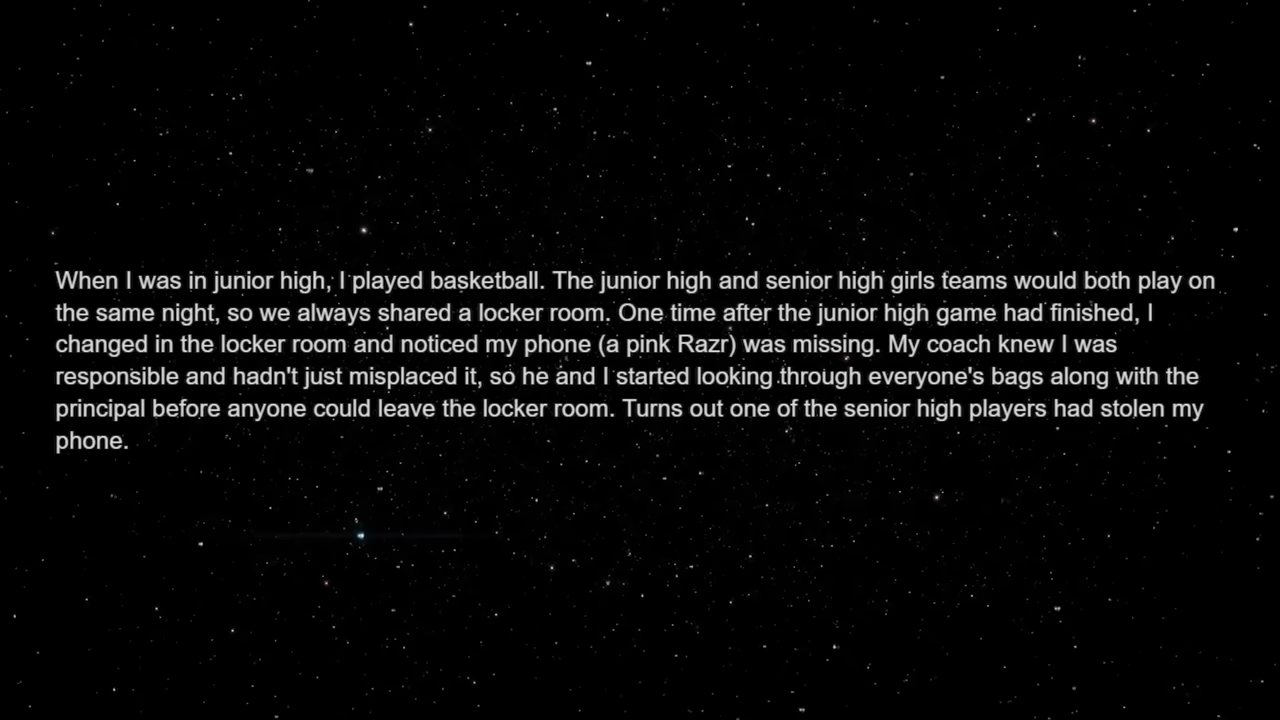 When I was in junior high, I played basketball. The junior high and senior high girls teams would both play on
the same night, so we always shared a locker room. One time after the junior high game had finished, I
changed in the locker room and noticed my phone (a pink Razr) was missing. My coach knew I was
responsible and hadn't just misplaced it, so he and I started looking through everyone's bags along with the
principal before anyone could leave the locker room. Turns out one of the senior high players had stolen my
phone.